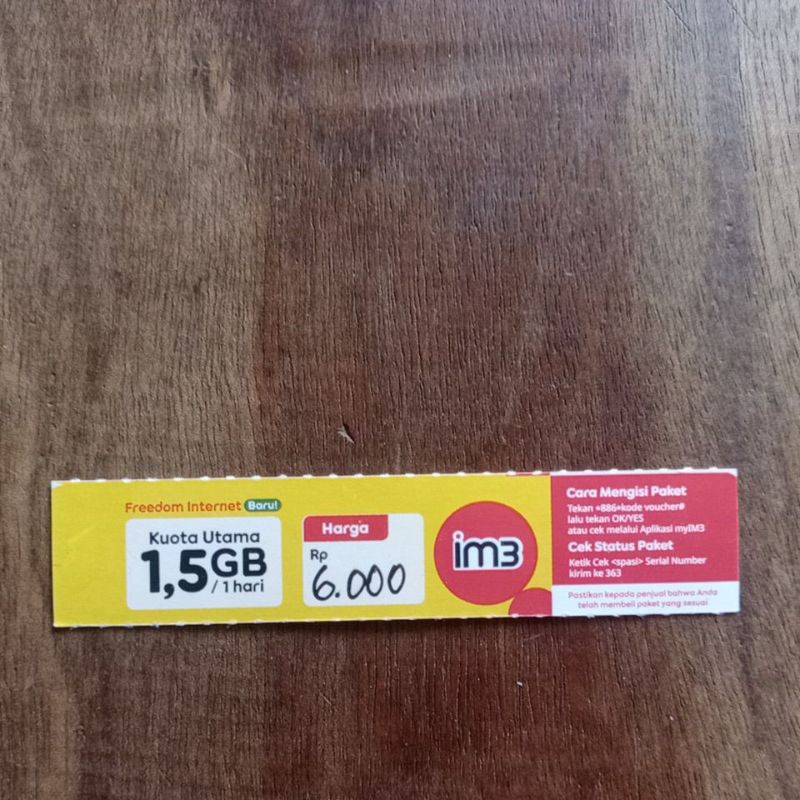 Freedom Internet Baru!
Kuota Utama
1,5GB
/ 1 hari
Harga
Rp
6.000
im3
Cara Mengisi Paket
Tekan *886*kode voucher#
lalu tekan OK/YES
atau cek melalui Aplikasi myIM3
Cek Status Paket
Ketik Cek <spasi> Serial Number
kirim ke 363
Pastikan kepada penjual bahwa Anda
telah membeli paket yang sesuai